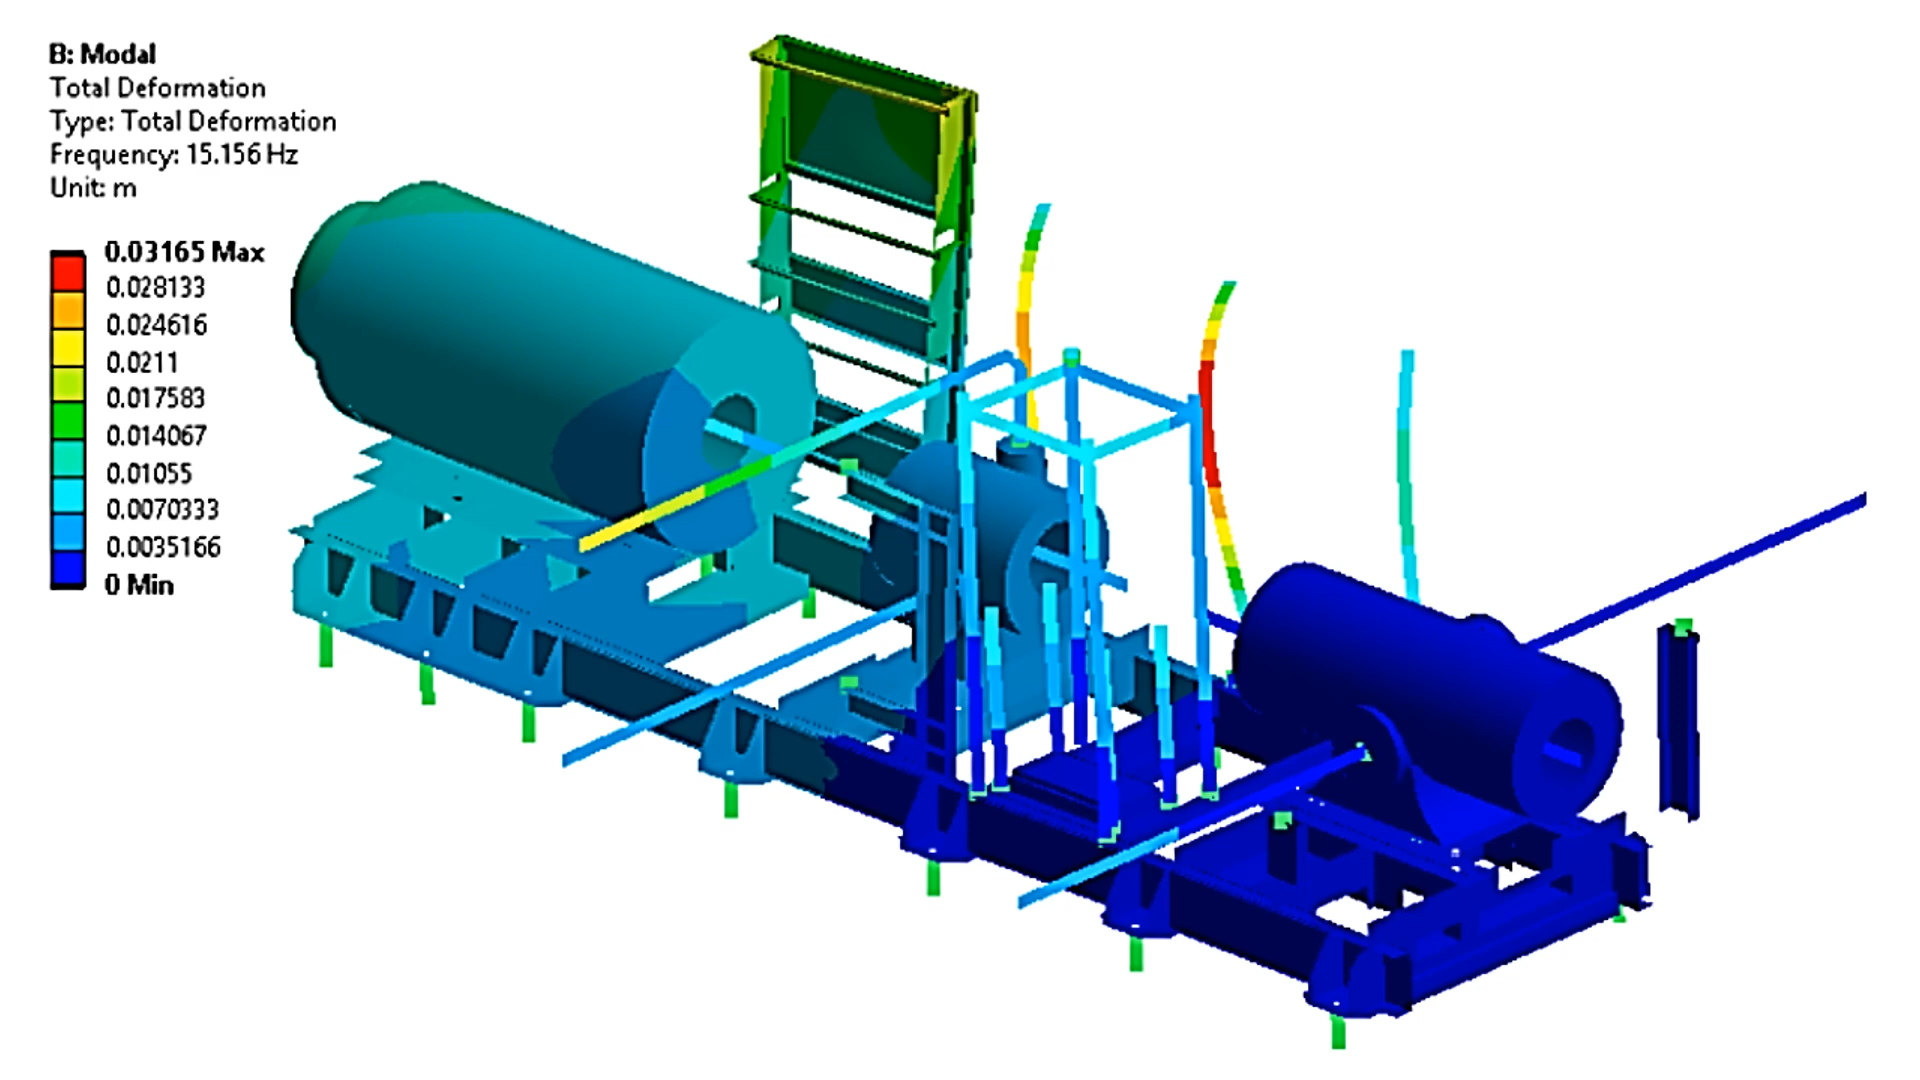 B: Modal
Total Deformation
Type: Total Deformation
Frequency: 15.156 Hz
Unit: m
0.03165 Max
0.028133
0.024616
0.0211
0.017583
0.014067
0.01055
0.0070333
0.0035166
0 Min